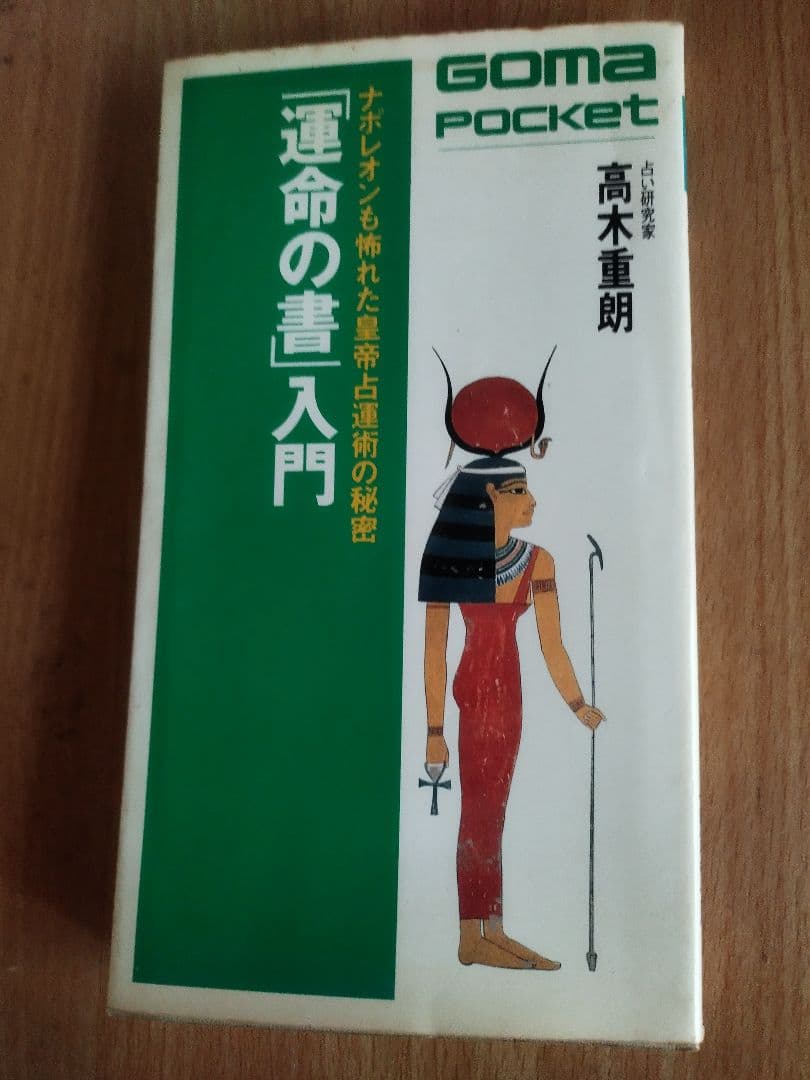 GOMA
POCKET
占い研究家
高木重朗
ナポレオンも怖れた皇帝占運術の秘密
「運命の書」入門